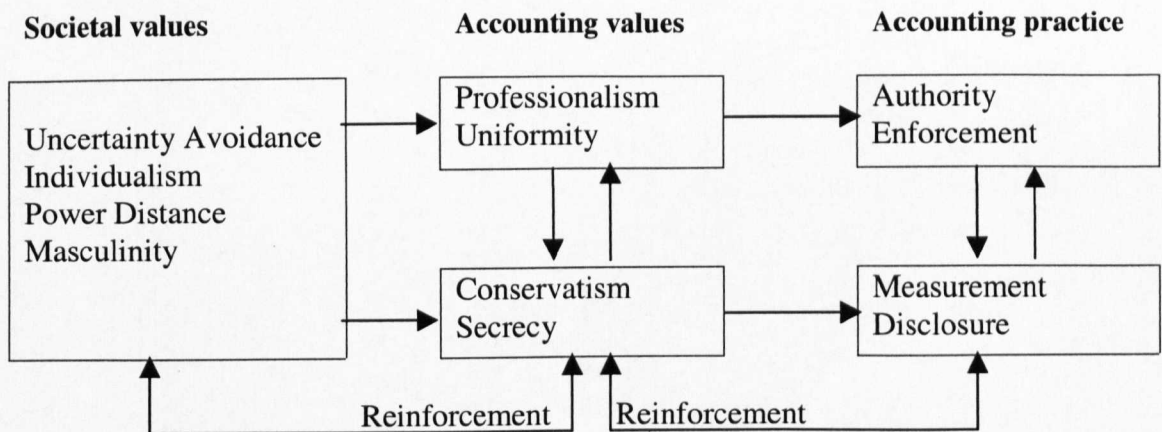 Societal values
Accounting values
Accounting practice
Uncertainty Avoidance
Individualism
Power Distance
Masculinity
Professionalism
Uniformity
Authority
Enforcement
Conservatism
Secrecy
Measurement
Disclosure
Reinforcement
Reinforcement